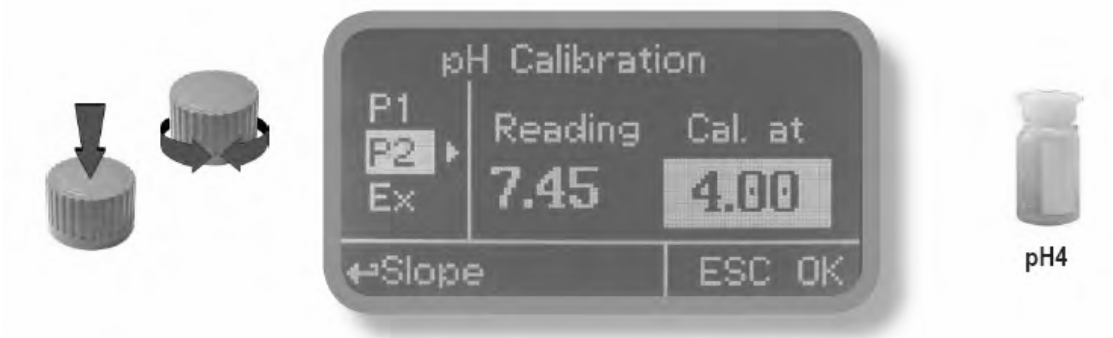 pH Calibration
P1
P2
Ex
Reading
Cal. at
7.45
4.00
↩Slope
ESC OK
pH4